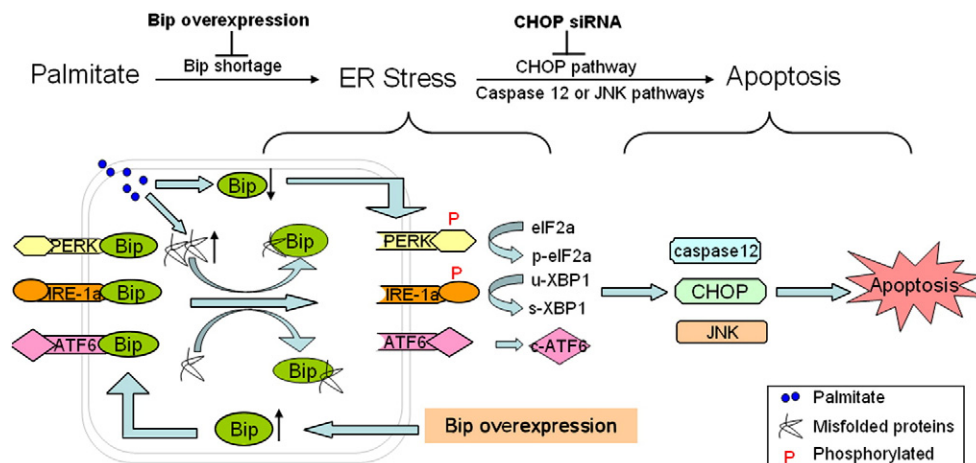 Bip overexpression
CHOP siRNA
Palmitate
Bip shortage
ER Stress
CHOP pathway
Caspase 12 or JNK pathways
Apoptosis
Bip
P
PERK
Bip
Bip
PERK
eIF2a
p-eIF2a
P
IRE-1a
Bip
IRE-1a
u-XBP1
s-XBP1
ATF6
Bip
Bip
ATF6
c-ATF6
caspase12
CHOP
JNK
Apoptosis
Bip
Bip overexpression
Palmitate
Misfolded proteins
P
Phosphorylated